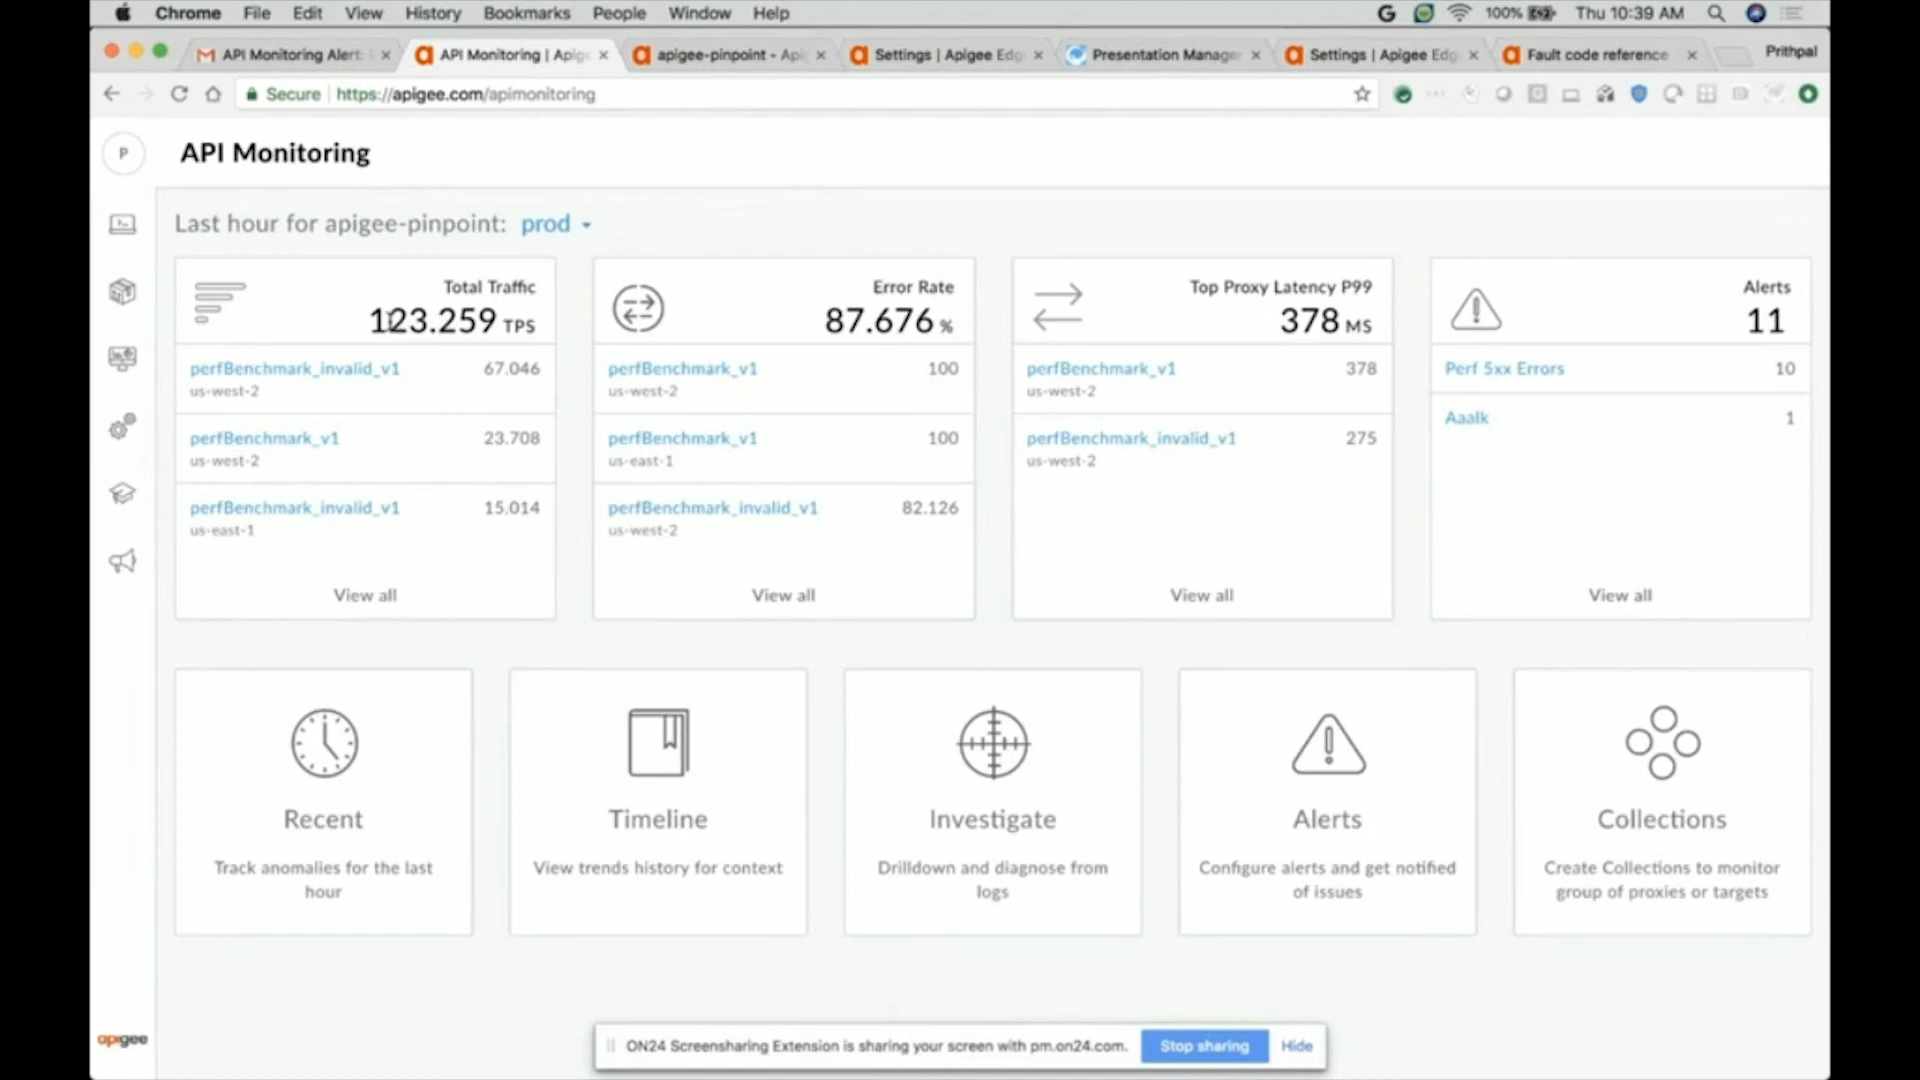 Chrome File Edit View History Bookmarks People Window Help 100% Thu 10:39 AM
API Monitoring Alert: API Monitoring | Apige apigee-pinpoint - Api Settings | Apigee Edg Presentation Manager Settings | Apigee Edg Fault code reference Prithpal
Secure https://apigee.com/apimonitoring
P API Monitoring
Last hour for apigee-pinpoint: prod
Total Traffic
123.259 TPS
perfBenchmark_invalid_v1 67.046
us-west-2
perfBenchmark_v1 23.708
us-west-2
perfBenchmark_invalid_v1 15.014
us-east-1
View all
Error Rate
87.676 %
perfBenchmark_v1 100
us-west-2
perfBenchmark_v1 100
us-east-1
perfBenchmark_invalid_v1 82.126
us-west-2
View all
Top Proxy Latency P99
378 MS
perfBenchmark_v1 378
us-west-2
perfBenchmark_invalid_v1 275
us-west-2
View all
Alerts
11
Perf 5xx Errors 10
Aaalk 1
View all
Recent
Track anomalies for the last
hour
Timeline
View trends history for context
Investigate
Drilldown and diagnose from
logs
Alerts
Configure alerts and get notified
of issues
Collections
Create Collections to monitor
group of proxies or targets
apigee
ON24 Screensharing Extension is sharing your screen with pm.on24.com. Stop sharing Hide